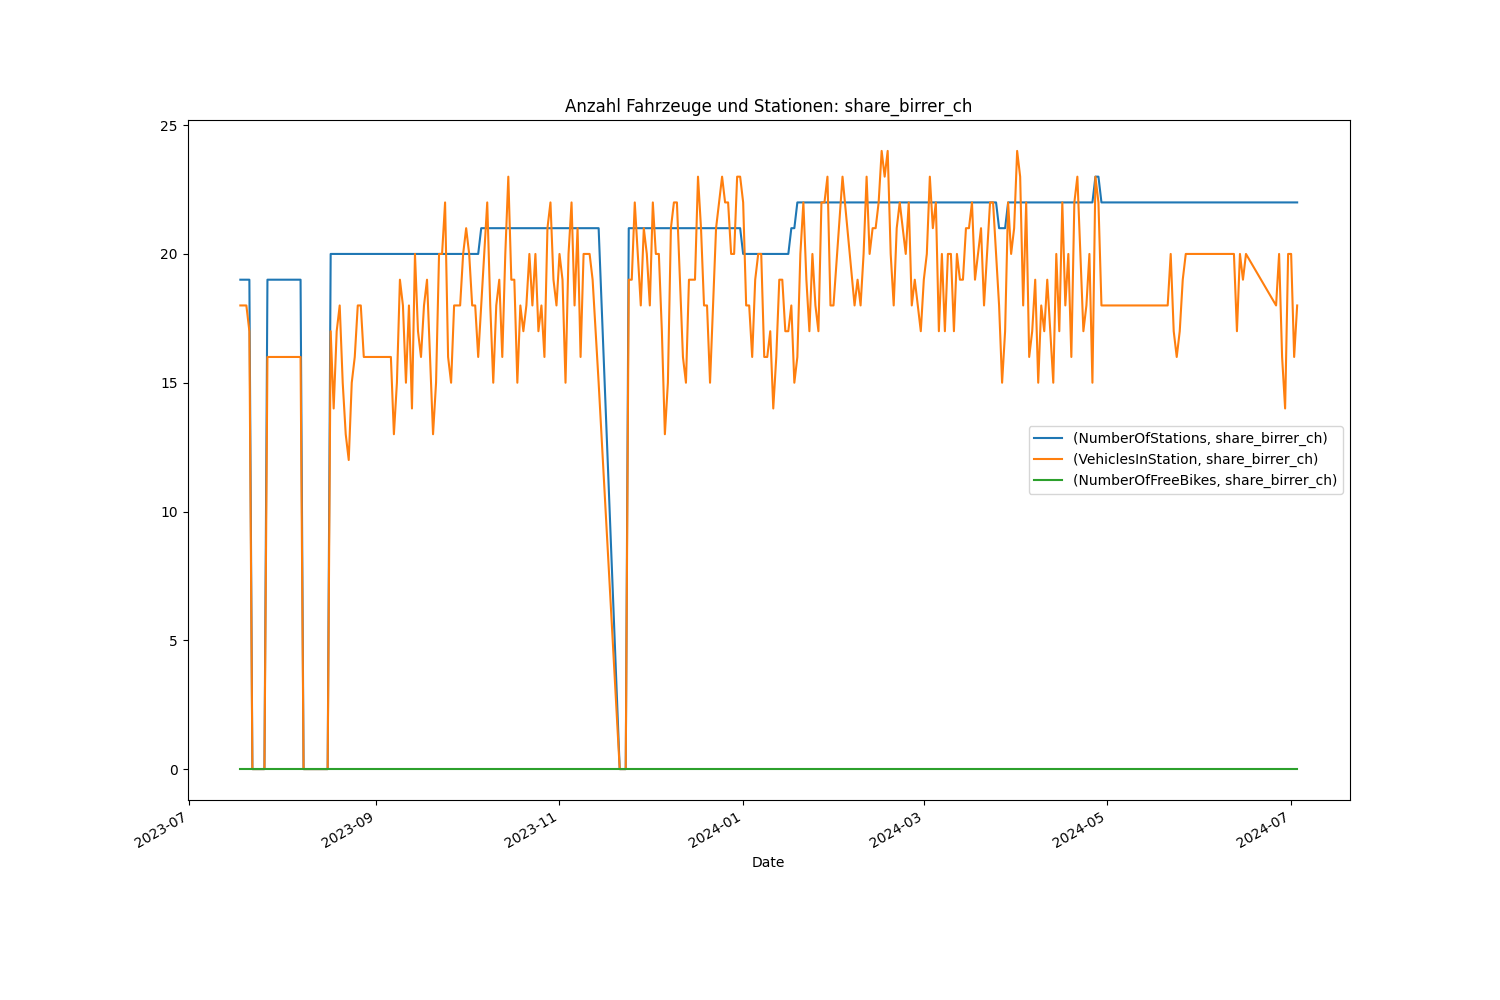 Anzahl Fahrzeuge und Stationen: share_birrer_ch
25
20
15
10
5
0
(NumberOfStations, share_birrer_ch)
(VehiclesInStation, share_birrer_ch)
(NumberOfFreeBikes, share_birrer_ch)
2023-07
2023-09
2023-11
2024-01
2024-03
2024-05
2024-07
Date